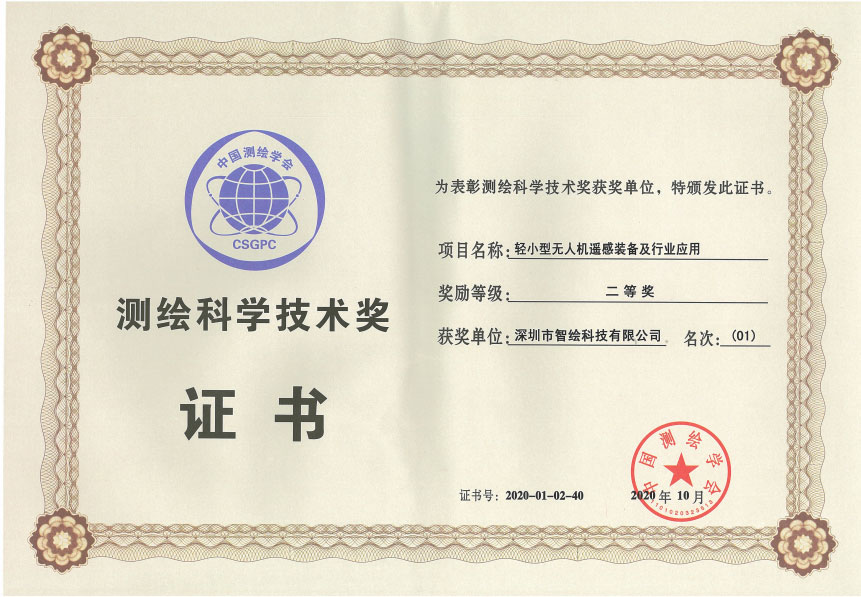 中国测绘学会
CSGPC
测绘科学技术奖
证书
为表彰测绘科学技术奖获奖单位，特颁发此证书。
项目名称：轻小型无人机遥感装备及行业应用
奖励等级：二等奖
获奖单位：深圳市智绘科技有限公司 名次：(01)
中国测绘学会
证书号：2020-01-02-40
2020年10月